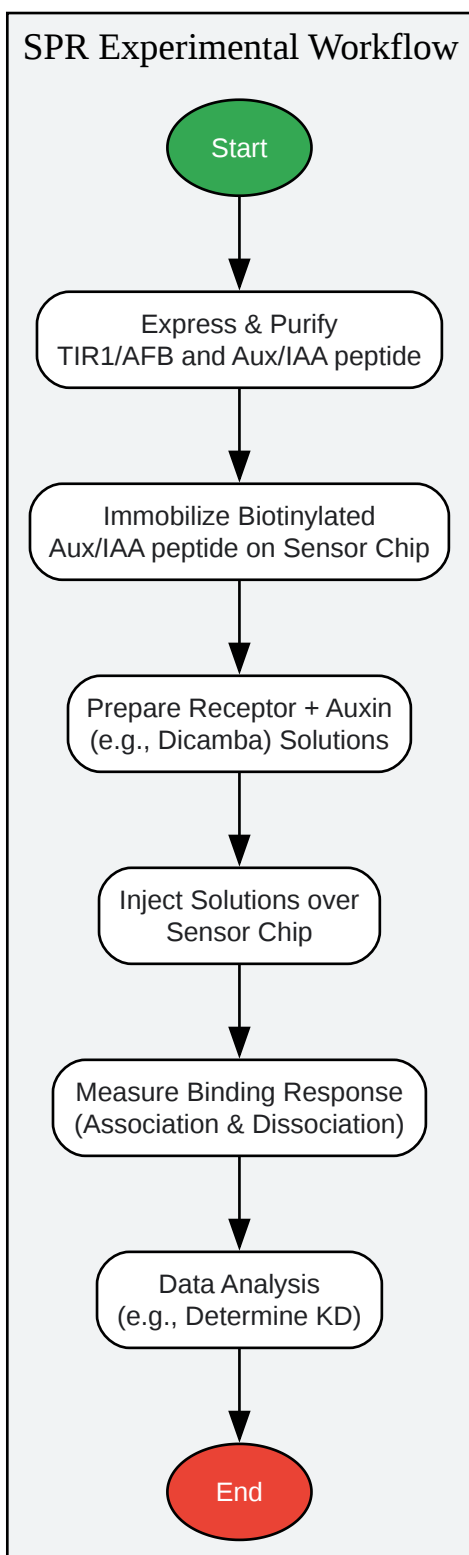 SPR Experimental Workflow
Start
Express & Purify
TIR1/AFB and Aux/IAA peptide
Immobilize Biotinylated
Aux/IAA peptide on Sensor Chip
Prepare Receptor + Auxin
(e.g., Dicamba) Solutions
Inject Solutions over
Sensor Chip
Measure Binding Response
(Association & Dissociation)
Data Analysis
(e.g., Determine KD)
End